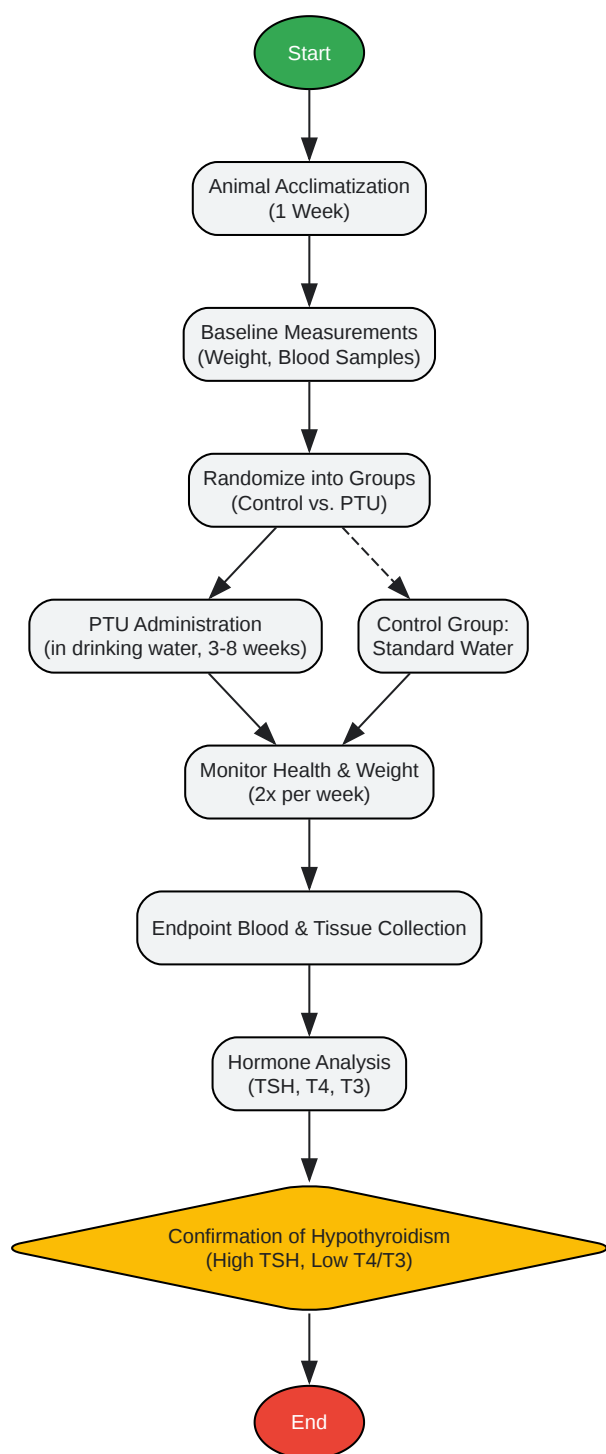 Start
Animal Acclimatization
(1 Week)
Baseline Measurements
(Weight, Blood Samples)
Randomize into Groups
(Control vs. PTU)
PTU Administration
(in drinking water, 3-8 weeks)
Control Group:
Standard Water
Monitor Health & Weight
(2x per week)
Endpoint Blood & Tissue Collection
Hormone Analysis
(TSH, T4, T3)
Confirmation of Hypothyroidism
(High TSH, Low T4/T3)
End